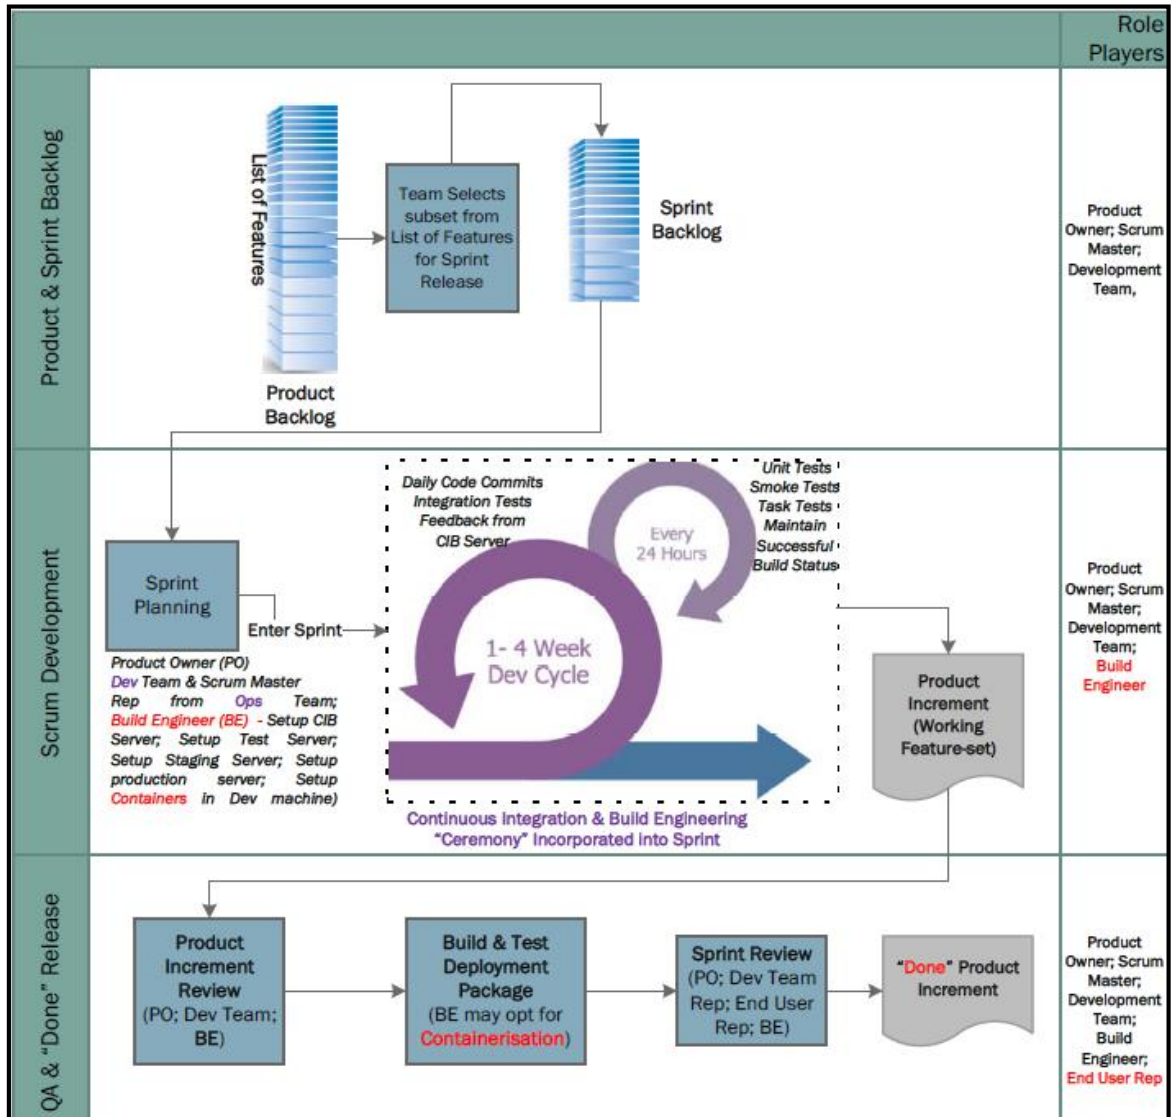 Role
Players
Product & Sprint Backlog
List of Features
Product
Backlog
Team Selects
subset from
List of Features
for Sprint
Release
Sprint
Backlog
Product
Owner; Scrum
Master;
Development
Team,
Scrum Development
Sprint
Planning
Enter Sprint
Product Owner (PO)
Dev Team & Scrum Master
Rep from Ops Team;
Build Engineer (BE) - Setup CIB
Server; Setup Test Server;
Setup Staging Server; Setup
production server; Setup
Containers in Dev machine)
Daily Code Commits
Integration Tests
Feedback from
CIB Server
Every
24 Hours
Unit Tests
Smoke Tests
Task Tests
Maintain
Successful
Build Status
1- 4 Week
Dev Cycle
Continuous Integration & Build Engineering
"Ceremony" Incorporated into Sprint
Product
Increment
(Working
Feature-set)
Product
Owner; Scrum
Master;
Development
Team;
Build
Engineer
QA & "Done" Release
Product
Increment
Review
(PO; Dev Team;
BE)
Build & Test
Deployment
Package
(BE may opt for
Containerisation)
Sprint Review
(PO; Dev Team
Rep; End User
Rep; BE)
"Done" Product
Increment
Product
Owner; Scrum
Master;
Development
Team;
Build
Engineer;
End User Rep